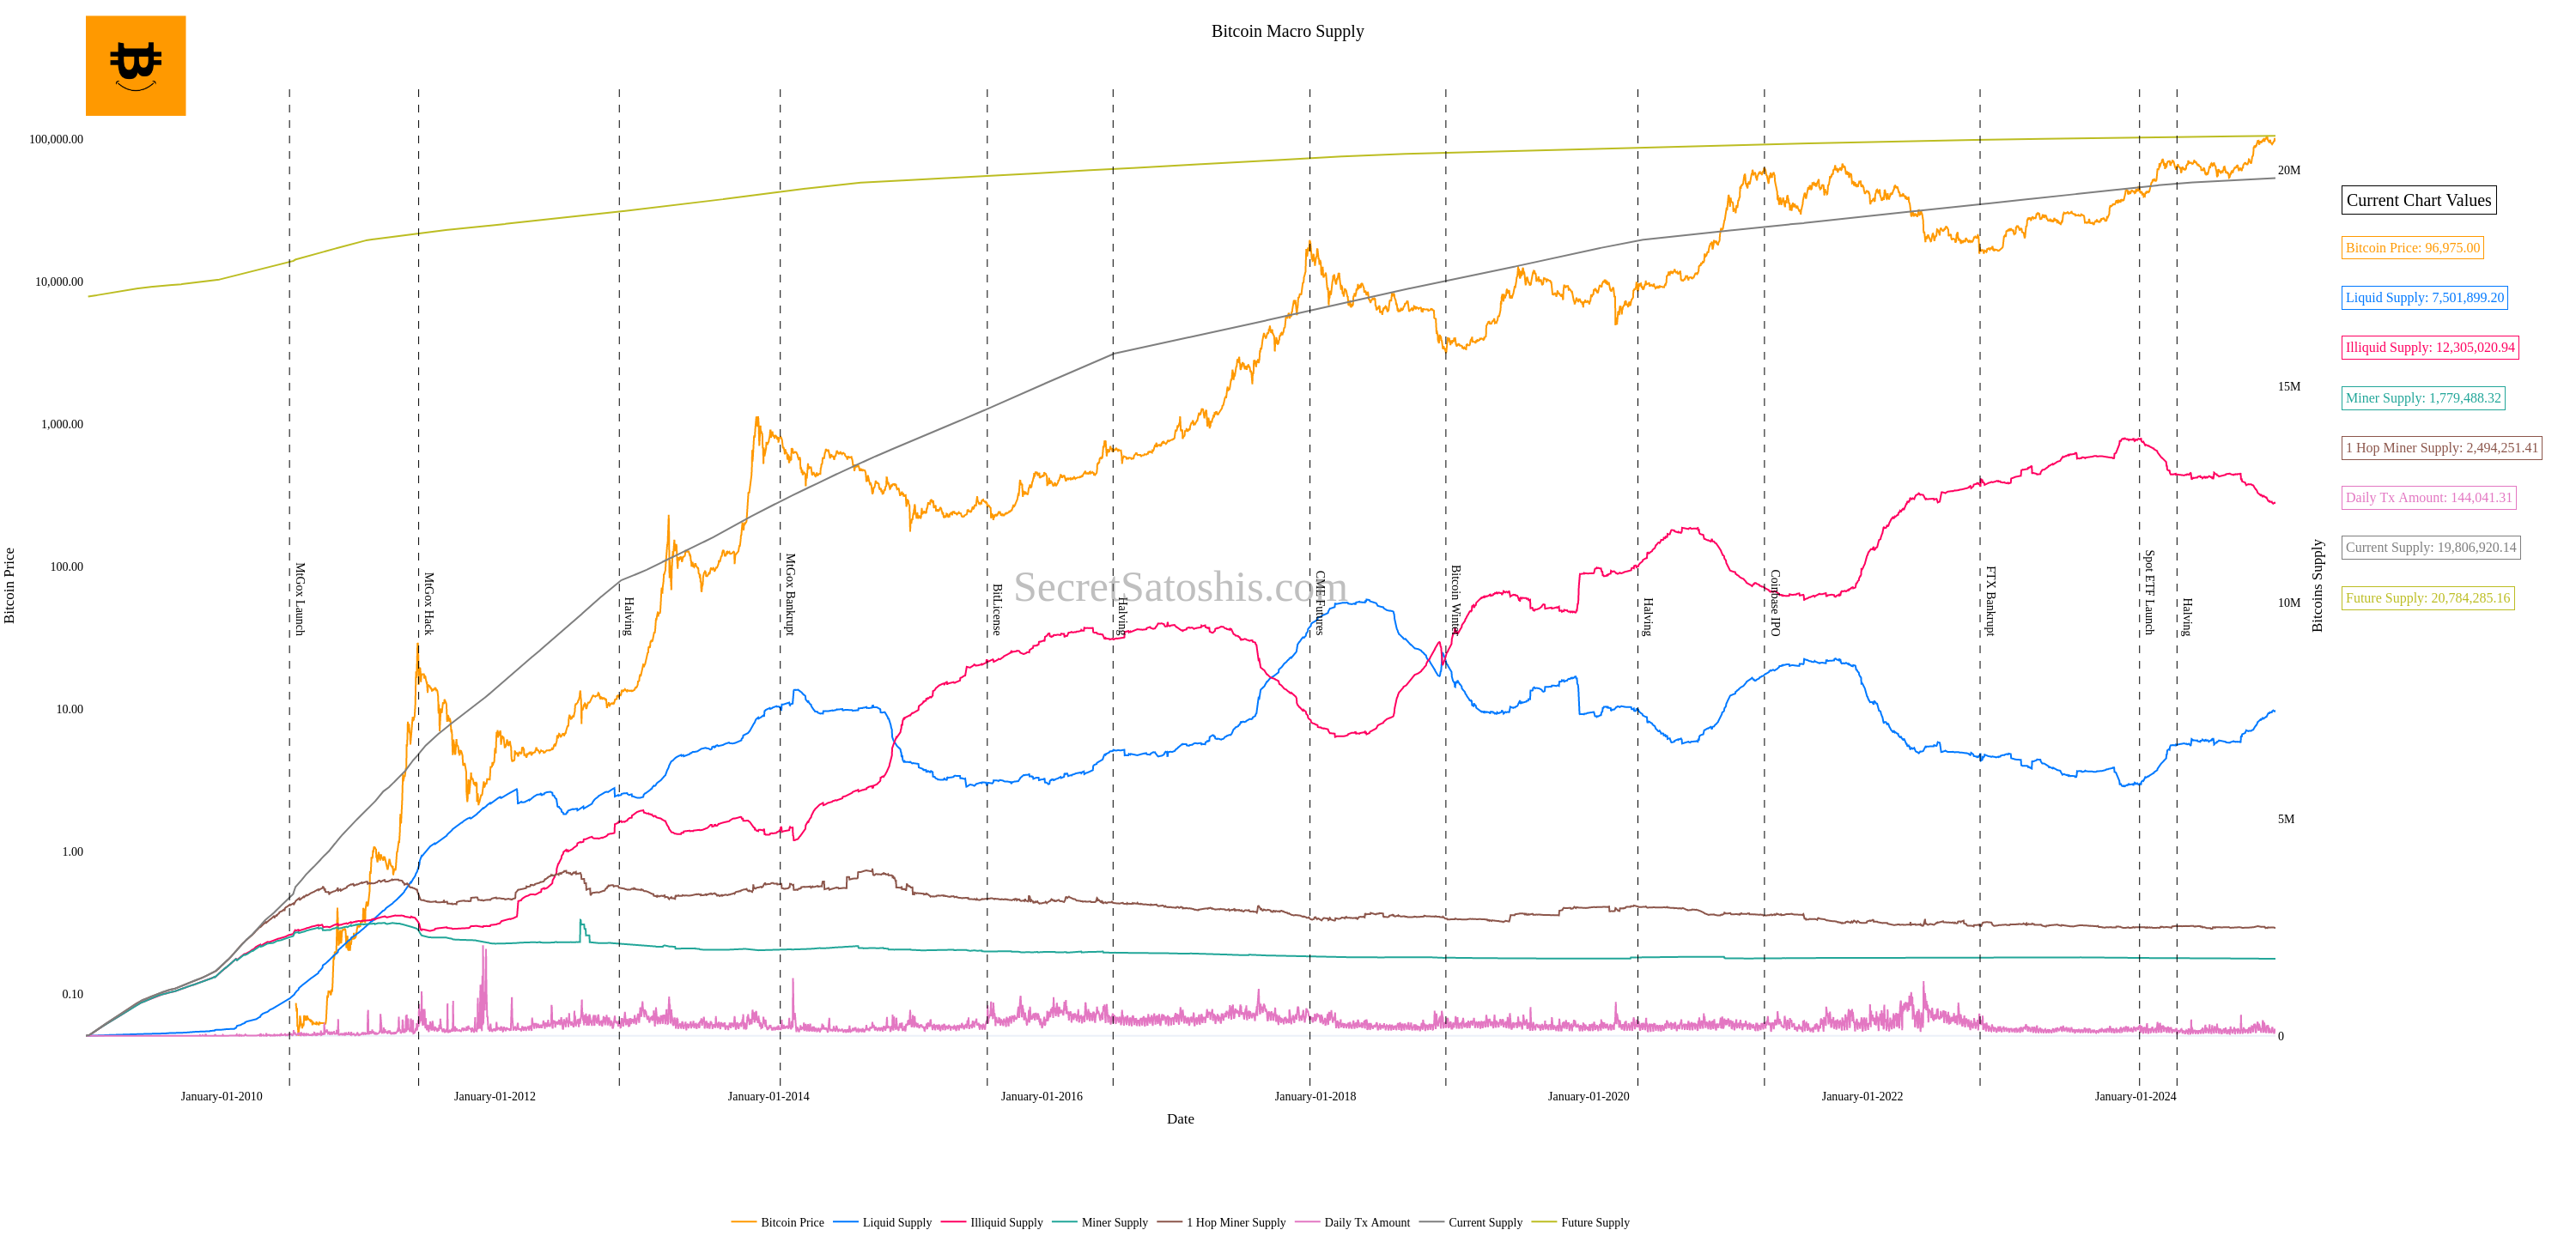 Bitcoin Macro Supply
100,000.00
10,000.00
1,000.00
100.00
10.00
1.00
0.10
Bitcoin Price
20M
15M
10M
5M
0
Bitcoins Supply
MtGox Launch
MtGox Hack
Halving
MtGox Bankrupt
BitLicense
Halving
CME Futures
Bitcoin Winter
Halving
Coinbase IPO
FTX Bankrupt
Spot ETF Launch
Halving
SecretSatoshis.com
Current Chart Values
Bitcoin Price: 96,975.00
Liquid Supply: 7,501,899.20
Illiquid Supply: 12,305,020.94
Miner Supply: 1,779,488.32
1 Hop Miner Supply: 2,494,251.41
Daily Tx Amount: 144,041.31
Current Supply: 19,806,920.14
Future Supply: 20,784,285.16
January-01-2010
January-01-2012
January-01-2014
January-01-2016
January-01-2018
January-01-2020
January-01-2022
January-01-2024
Date
Bitcoin Price
Liquid Supply
Illiquid Supply
Miner Supply
1 Hop Miner Supply
Daily Tx Amount
Current Supply
Future Supply